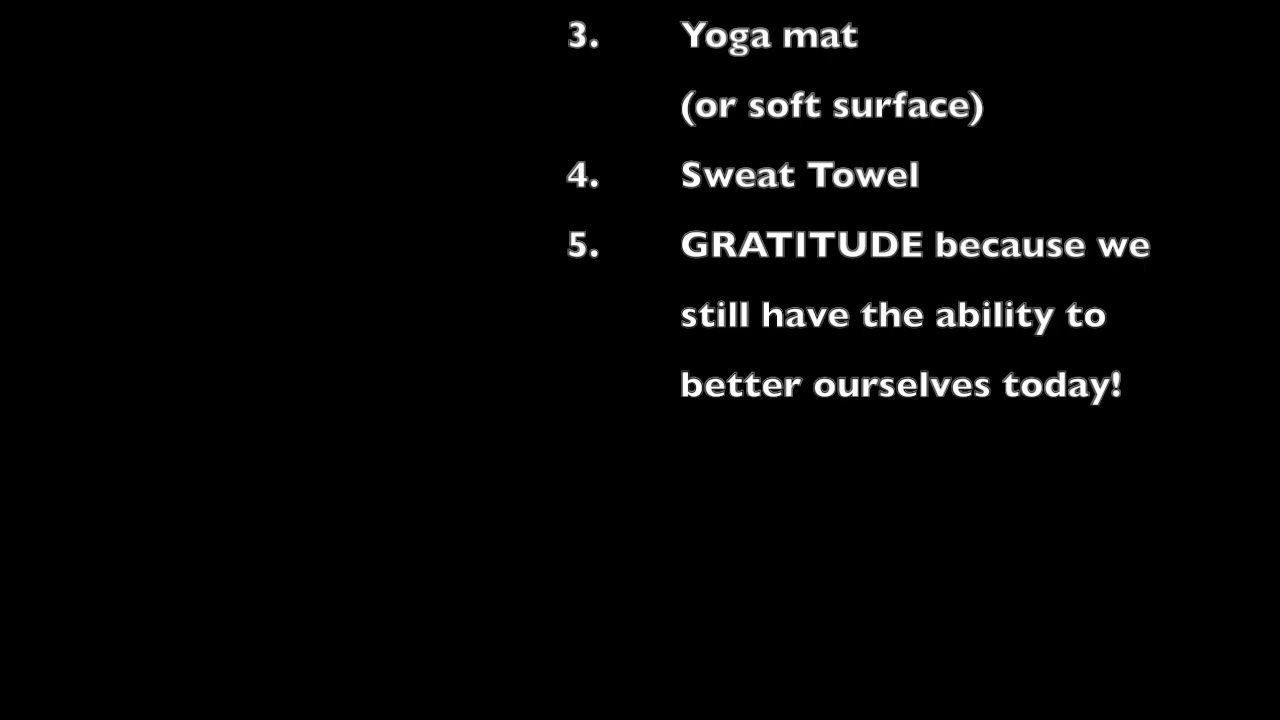 3. Yoga mat
(or soft surface)
4. Sweat Towel
5. GRATITUDE because we
still have the ability to
better ourselves today!